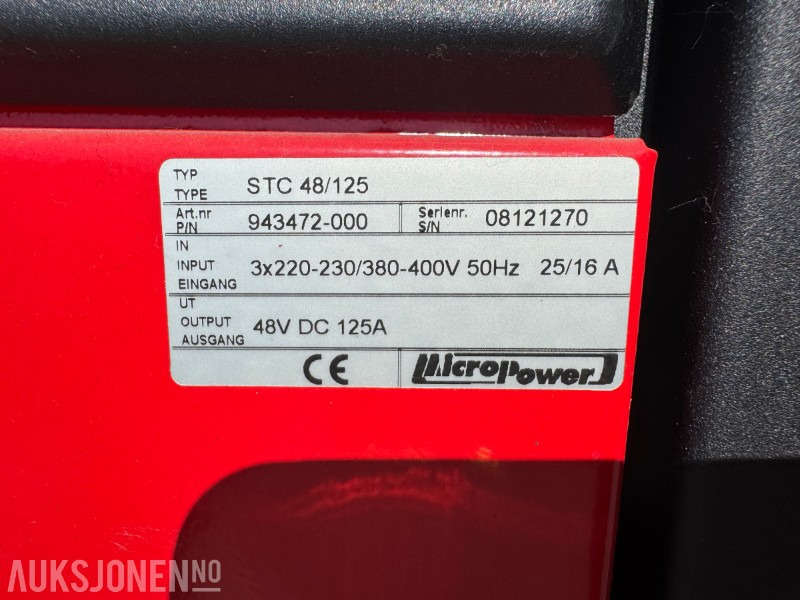 TYP
TYPE STC 48/125
Art.nr
P/N 943472-000 Serienr.
S/N 08121270
IN
INPUT 3x220-230/380-400V 50Hz 25/16 A
EINGANG
UT
OUTPUT 48V DC 125A
AUSGANG
CE Micropower
AUKSJONEN.NO